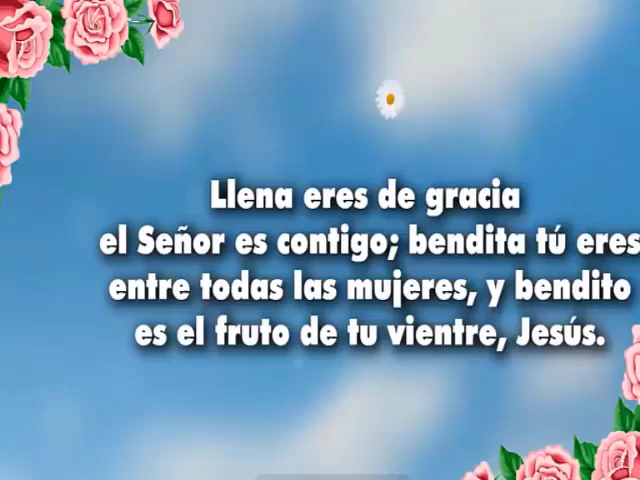 Llena eres de gracia
el Señor es contigo; bendita tú eres
entre todas las mujeres, y bendito
es el fruto de tu vientre, Jesús.